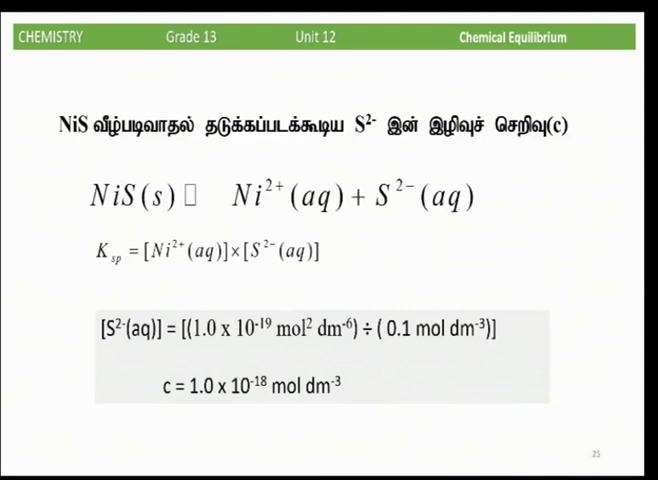 CHEMISTRY Grade 13 Unit 12 Chemical Equilibrium
NiS வீழ்படிவாதல் தடுக்கப்படக்கூடிய S²⁻ இன் இழிவுச் செறிவு(c)
NiS(s) ▯ Ni²⁺(aq) + S²⁻(aq)
Kₛₚ = [Ni²⁺(aq)]×[S²⁻(aq)]
[S²⁻(aq)] = [(1.0 x 10⁻¹⁹ mol² dm⁻⁶) ÷ ( 0.1 mol dm⁻³)]
c = 1.0 x 10⁻¹⁸ mol dm⁻³
25